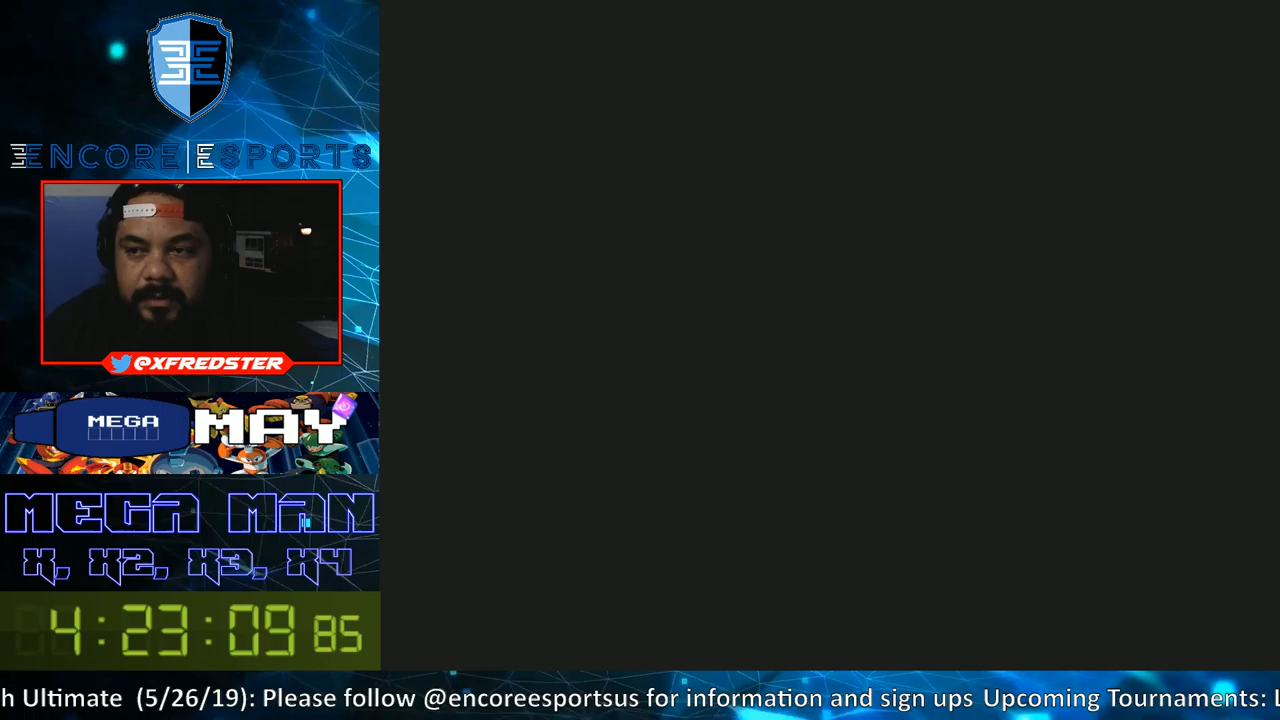 ENCORE|ESPORTS
@XFREDSTER
MEGA
MAY
MEGA MAN
X, X2, X3, X4
4:23:09 85
h Ultimate (5/26/19): Please follow @encoreesportsus for information and sign ups Upcoming Tournaments: